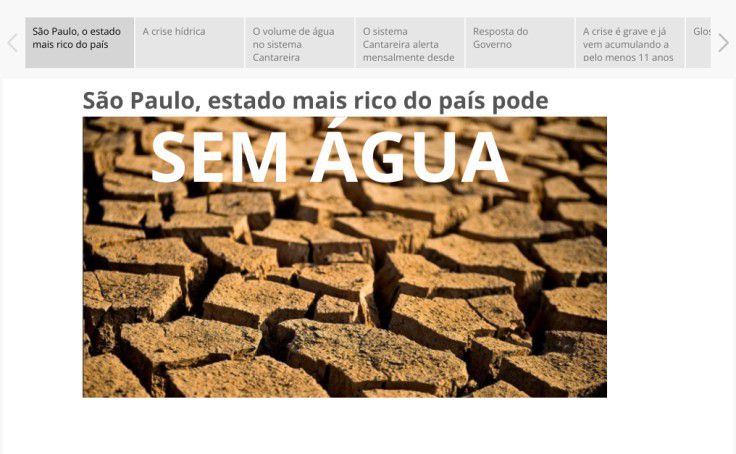 São Paulo, o estado
mais rico do país
A crise hídrica
O volume de água
no sistema
Cantareira
O sistema
Cantareira alerta
mensalmente desde
Resposta do
Governo
A crise é grave e já
vem acumulando a
pelo menos 11 anos
São Paulo, estado mais rico do país pode
SEM ÁGUA